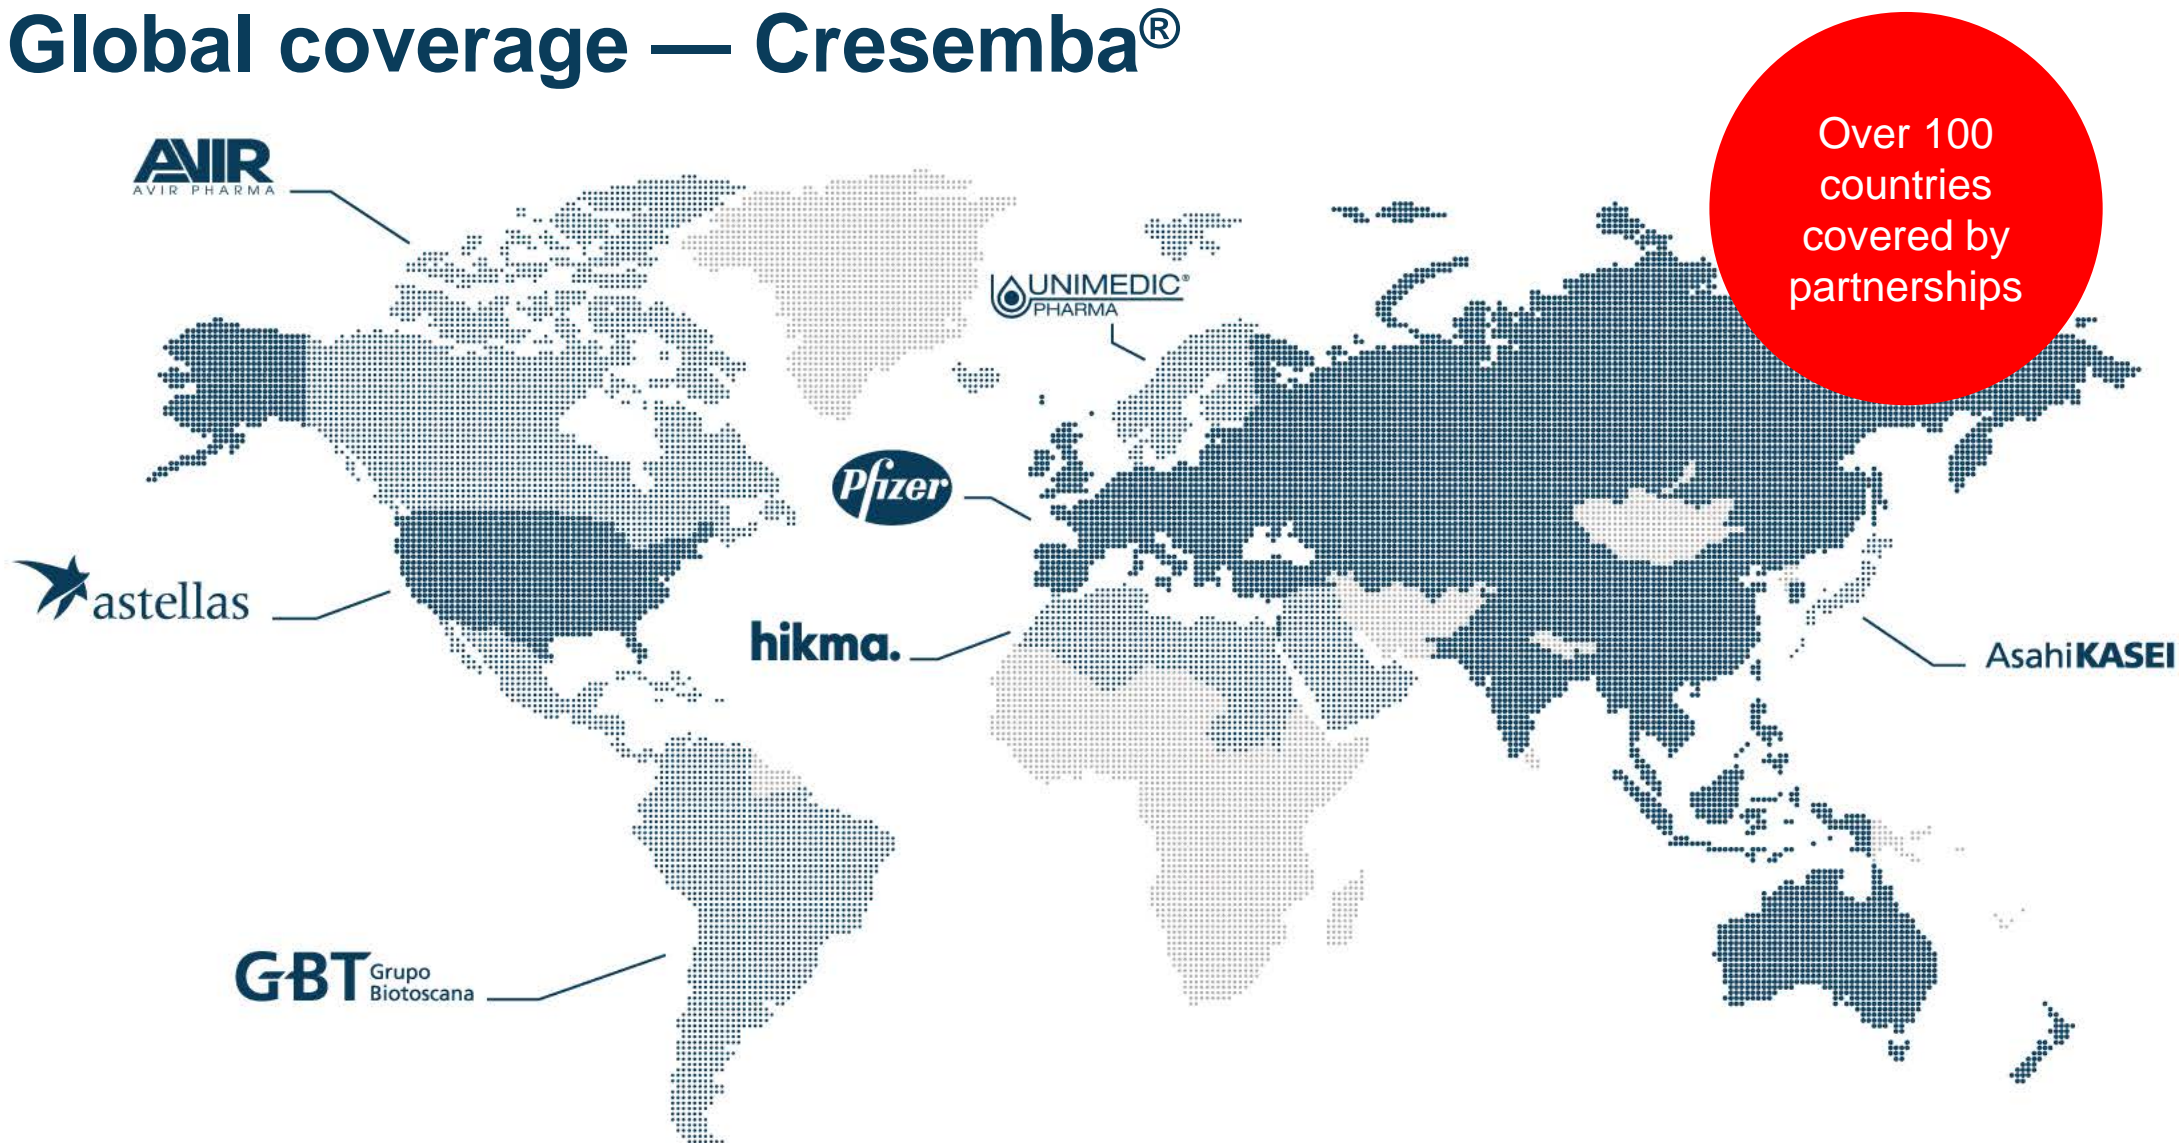 Global coverage — Cresemba®
Over 100
countries
covered by
partnerships
AVIR
AVIR PHARMA
UNIMEDIC®
PHARMA
Pfizer
astellas
hikma.
AsahiKASEI
GBT Grupo
Biotoscana